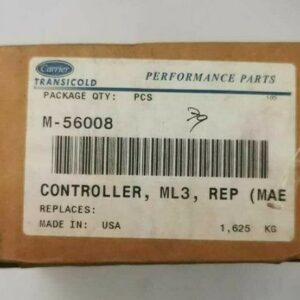 Carrier
TRANSICOLD
PERFORMANCE PARTS
PACKAGE QTY: PCS
M-56008
CONTROLLER, ML3, REP (MAE
REPLACES:
MADE IN: USA
1,625 KG